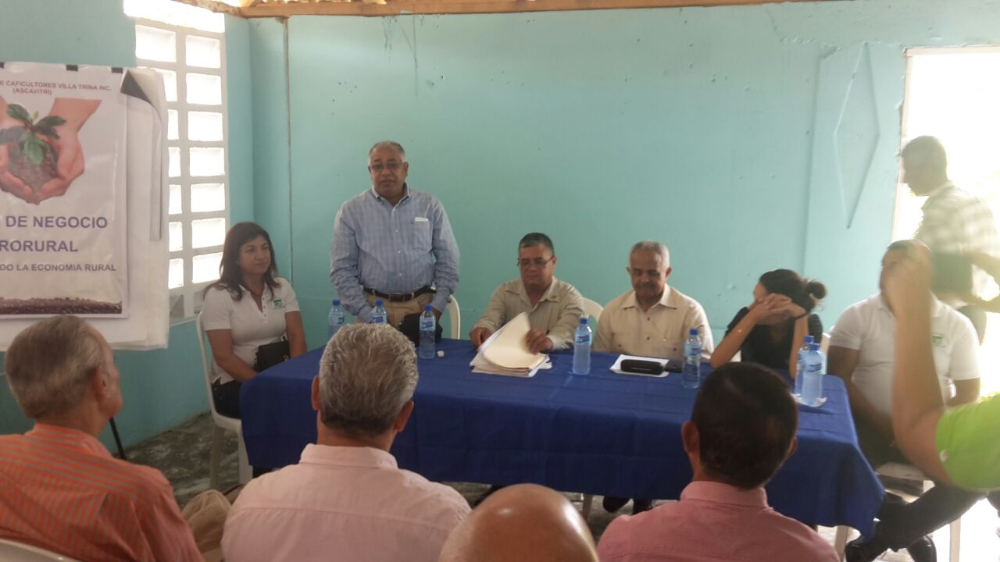 E CAFICULTORES VILLA TRINA INC.
(ASCAVITRI)
DE NEGOCIO
RORURAL
DO LA ECONOMIA RURAL